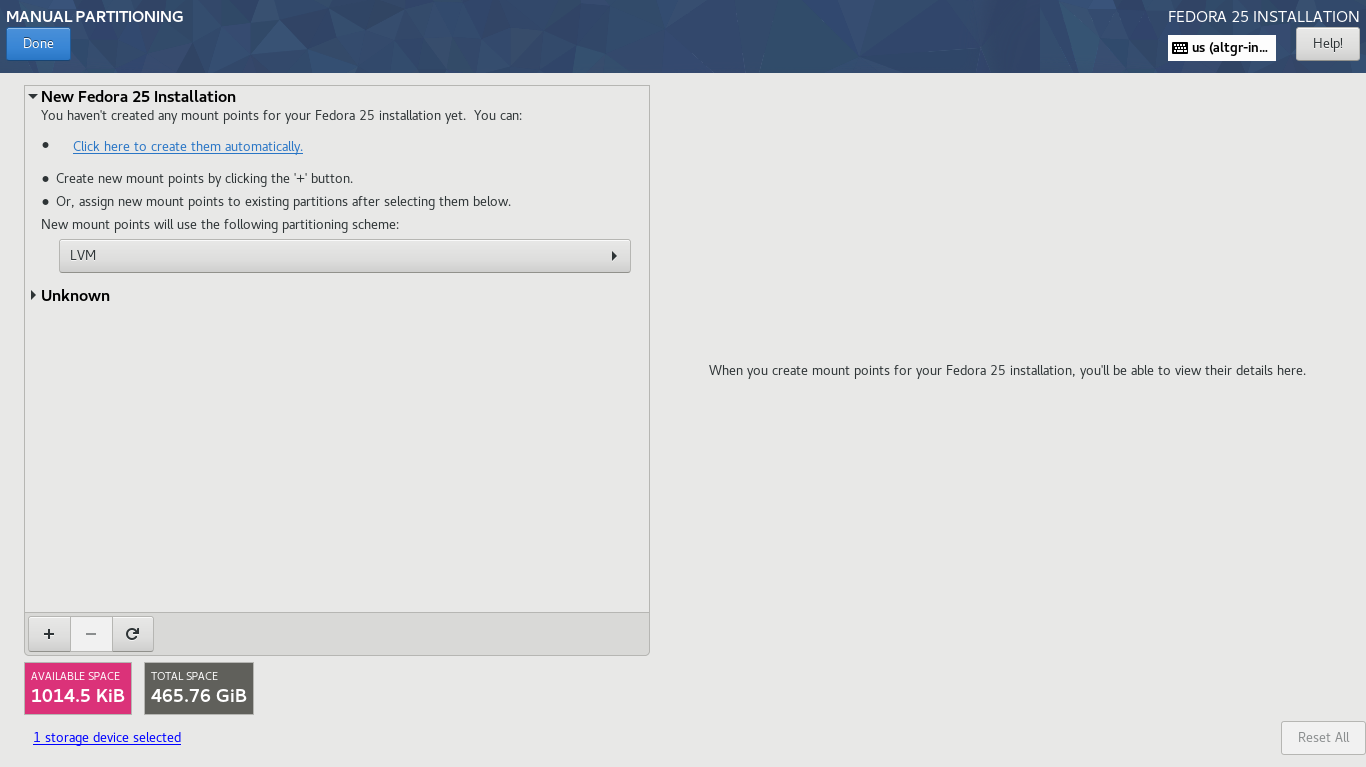 MANUAL PARTITIONING
FEDORA 25 INSTALLATION
Done
us (altgr-in...
Help!
New Fedora 25 Installation
You haven't created any mount points for your Fedora 25 installation yet.  You can:
• Click here to create them automatically.
• Create new mount points by clicking the '+' button.
• Or, assign new mount points to existing partitions after selecting them below.
New mount points will use the following partitioning scheme:
LVM
Unknown
When you create mount points for your Fedora 25 installation, you'll be able to view their details here.
+ −
AVAILABLE SPACE
1014.5 KiB
TOTAL SPACE
465.76 GiB
1 storage device selected
Reset All